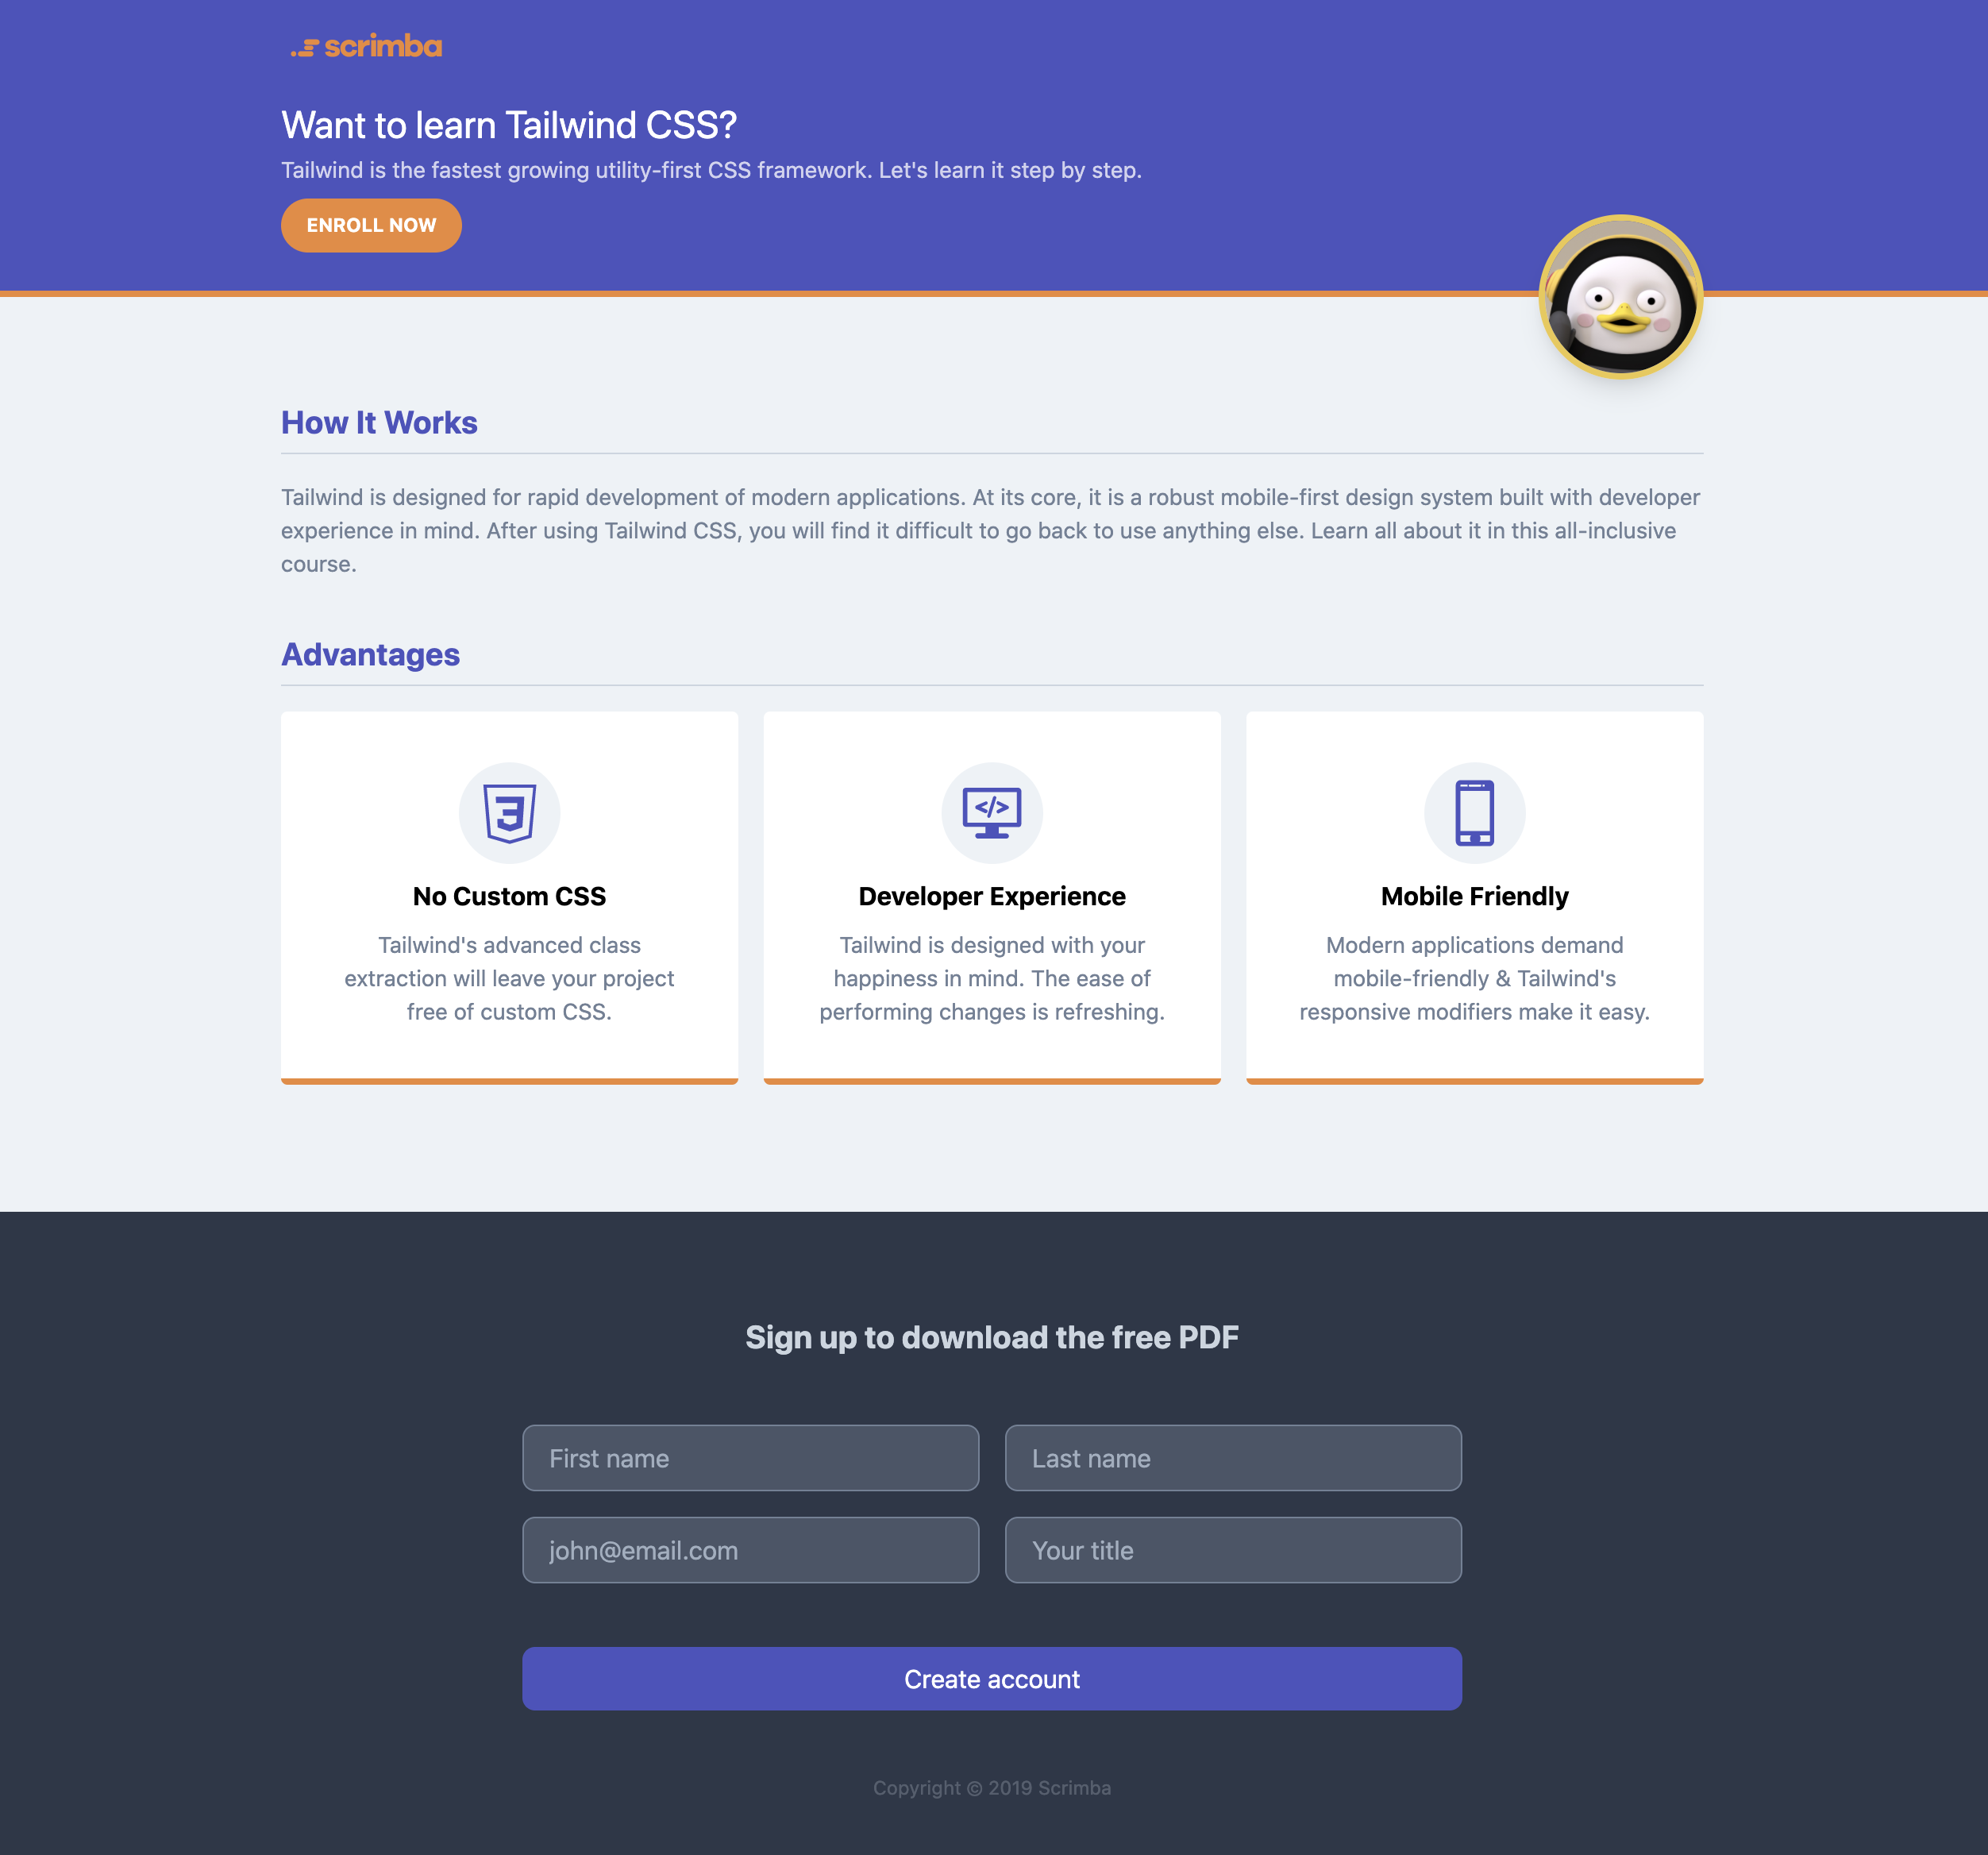 scrimba
Want to learn Tailwind CSS?
Tailwind is the fastest growing utility-first CSS framework. Let's learn it step by step.
ENROLL NOW
How It Works
Tailwind is designed for rapid development of modern applications. At its core, it is a robust mobile-first design system built with developer
experience in mind. After using Tailwind CSS, you will find it difficult to go back to use anything else. Learn all about it in this all-inclusive
course.
Advantages
No Custom CSS
Tailwind's advanced class
extraction will leave your project
free of custom CSS.
</>
Developer Experience
Tailwind is designed with your
happiness in mind. The ease of
performing changes is refreshing.
Mobile Friendly
Modern applications demand
mobile-friendly & Tailwind's
responsive modifiers make it easy.
Sign up to download the free PDF
First name
Last name
john@email.com
Your title
Create account
Copyright © 2019 Scrimba